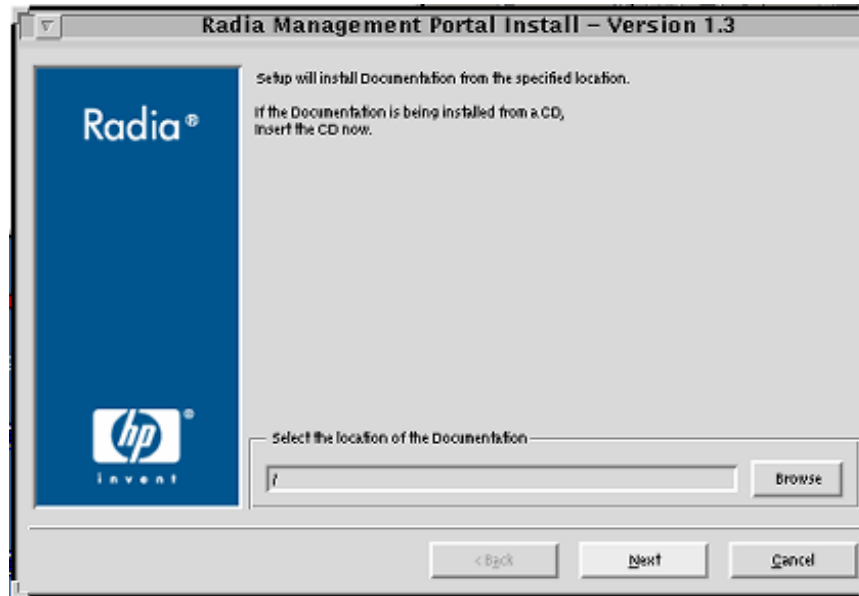 Radia Management Portal Install – Version 1.3
Setup will install Documentation from the specified location.
If the Documentation is being installed from a CD,
Insert the CD now.
Radia®
hp®
invent
Select the location of the Documentation
/
Browse
< Back
Next
Cancel